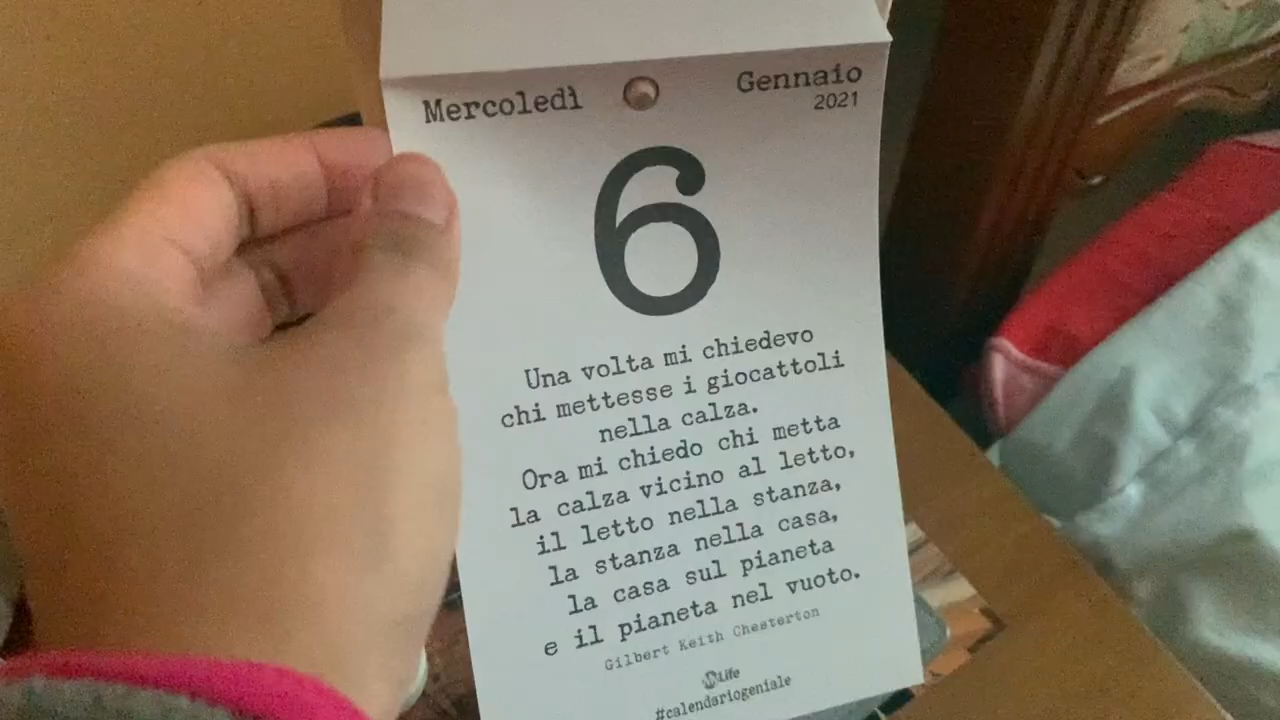 Mercoledì
Gennaio
2021
6
Una volta mi chiedevo
chi mettesse i giocattoli
nella calza.
Ora mi chiedo chi metta
la calza vicino al letto,
il letto nella stanza,
la stanza nella casa,
la casa sul pianeta
e il pianeta nel vuoto.
Gilbert Keith Chesterton
Life
#calendariogeniale